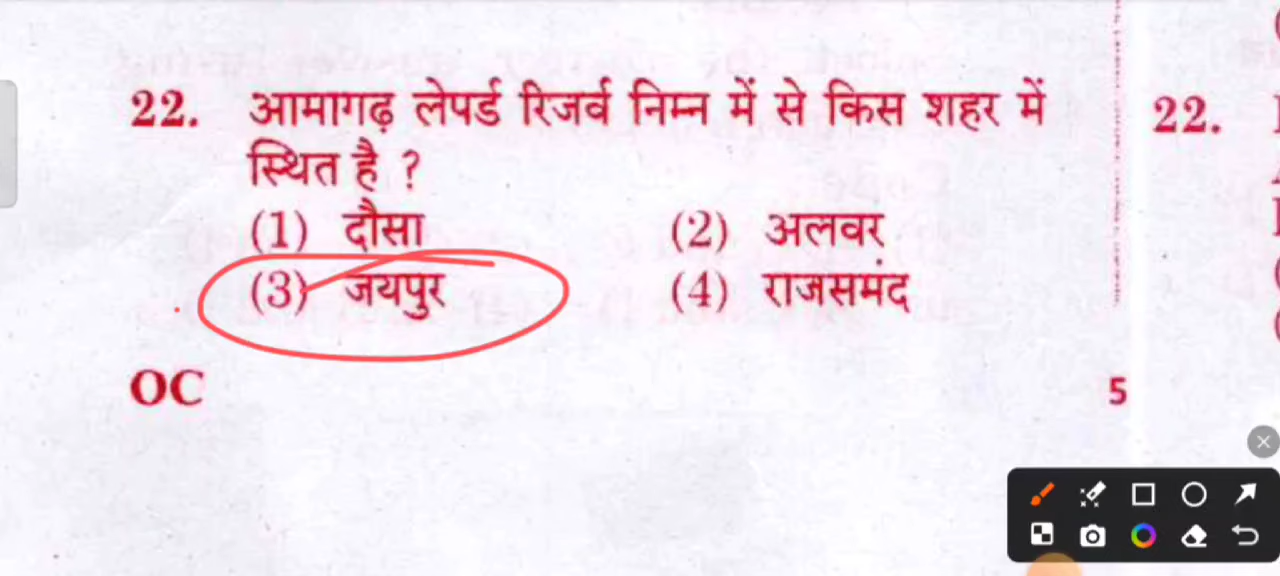 22. आमागढ़ लेपर्ड रिजर्व निम्न में से किस शहर में
स्थित है ?
(1) दौसा (2) अलवर
(3) जयपुर (4) राजसमंद
OC 5
22.